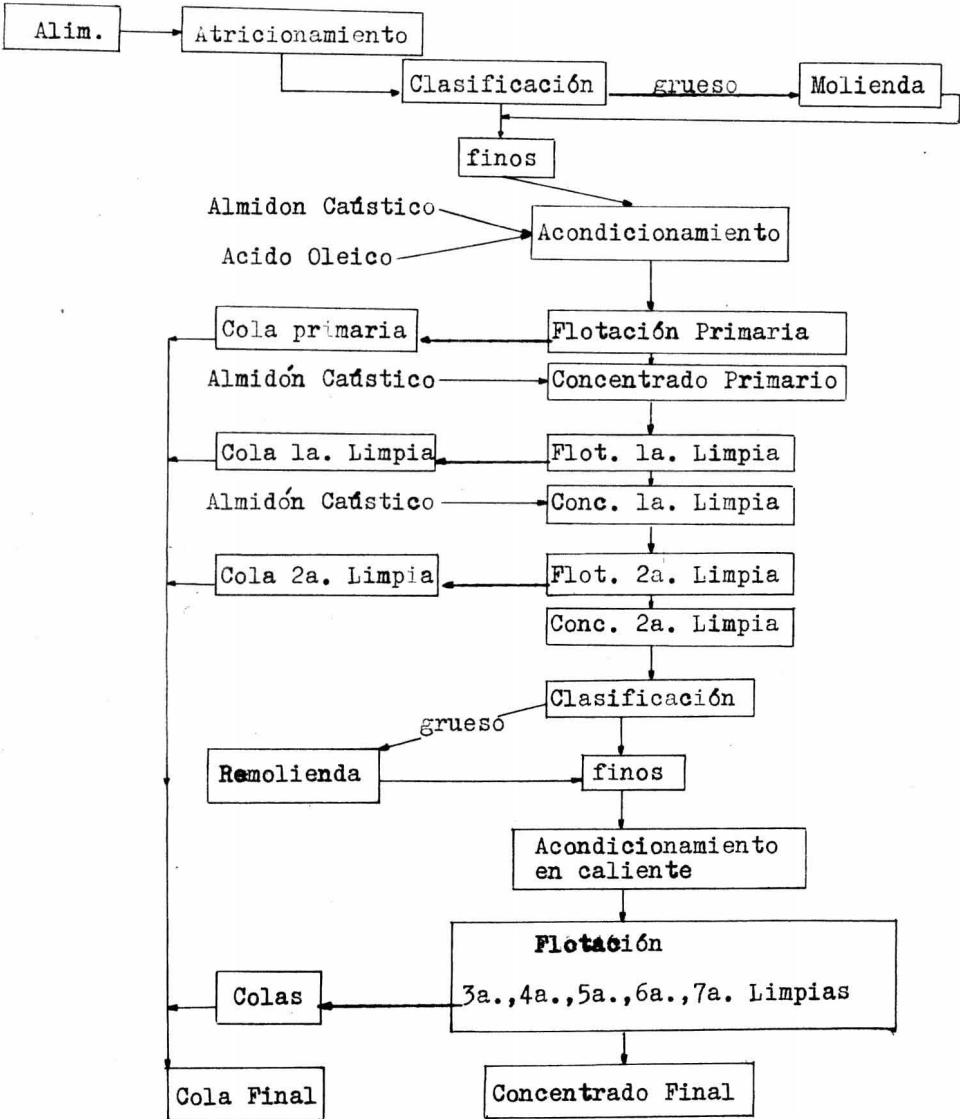 Alim.
Atricionamiento
Clasificación
grueso
Molienda
finos
Almidon Caústico
Acido Oleico
Acondicionamiento
Cola primaria
Flotación Primaria
Almidón Caústico
Concentrado Primario
Cola 1a. Limpia
Flot. 1a. Limpia
Almidón Caústico
Conc. 1a. Limpia
Cola 2a. Limpia
Flot. 2a. Limpia
Conc. 2a. Limpia
Clasificación
grueso
Remolienda
finos
Acondicionamiento
en caliente
Flotación
3a.,4a.,5a.,6a.,7a. Limpias
Colas
Cola Final
Concentrado Final